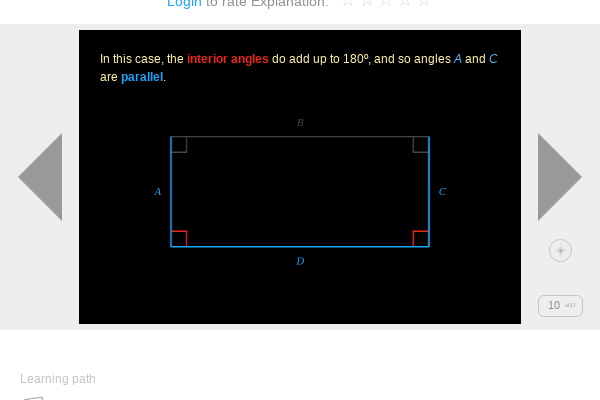 Login to rate Explanation:
In this case, the interior angles do add up to 180º, and so angles A and C
are parallel.
B
A
C
D
10 of 27
Learning path